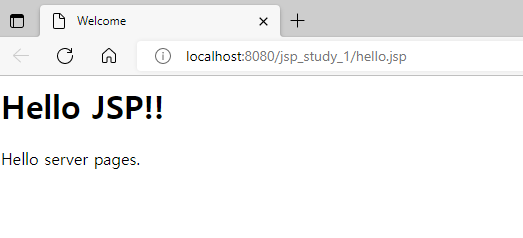 Welcome
localhost:8080/jsp_study_1/hello.jsp
Hello JSP!!
Hello server pages.